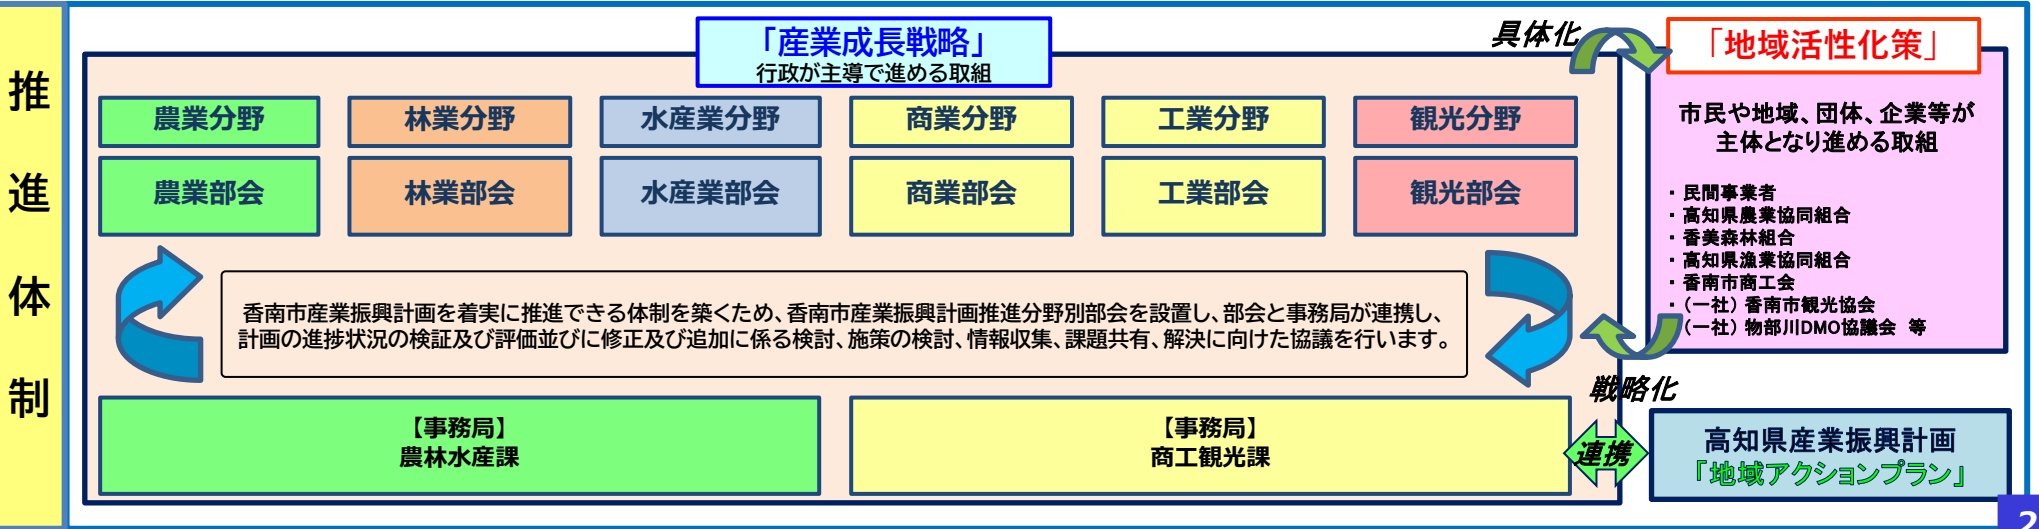 推進体制
「産業成長戦略」
行政が主導で進める取組
農業分野
林業分野
水産業分野
商業分野
工業分野
観光分野
農業部会
林業部会
水産業部会
商業部会
工業部会
観光部会
香南市産業振興計画を着実に推進できる体制を築くため、香南市産業振興計画推進分野別部会を設置し、部会と事務局が連携し、
計画の進捗状況の検証及び評価並びに修正及び追加に係る検討、施策の検討、情報収集、課題共有、解決に向けた協議を行います。
【事務局】
農林水産課
【事務局】
商工観光課
具体化
「地域活性化策」
市民や地域、団体、企業等が
主体となり進める取組
・ 民間事業者
・ 高知県農業協同組合
・ 香美森林組合
・ 高知県漁業協同組合
・ 香南市商工会
・（一社）香南市観光協会
（一社）物部川DMO協議会 等
戦略化
連携
高知県産業振興計画
「地域アクションプラン」
2